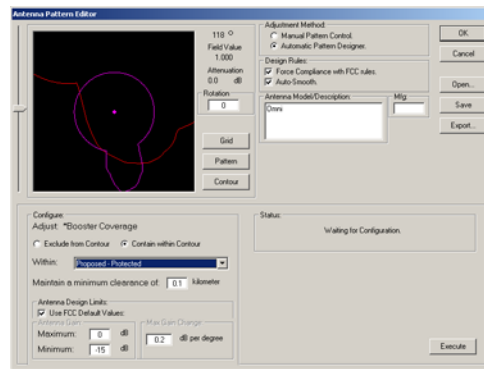 Antenna Pattern Editor
118 °
Field Value
1.000
Attenuation
0.0 dB
Rotation
0
Grid
Pattern
Contour
Adjustment Method:
Manual Pattern Control.
Automatic Pattern Designer.
Design Rules:
Force Compliance with FCC rules.
Auto-Smooth.
Antenna Model/Description:
Omni
Mfg.
OK
Cancel
Open...
Save
Export...
Configure:
Adjust: *Booster Coverage
Exclude from Contour
Contain within Contour
Within:
Proposed - Protected
Maintain a minimum clearance of: 0.1 kilometer
Antenna Design Limits:
Use FCC Default Values:
Antenna Gain:
Maximum: 0 dB
Minimum: -15 dB
Max Gain Change:
0.2 dB per degree
Status:
Waiting for Configuration.
Execute